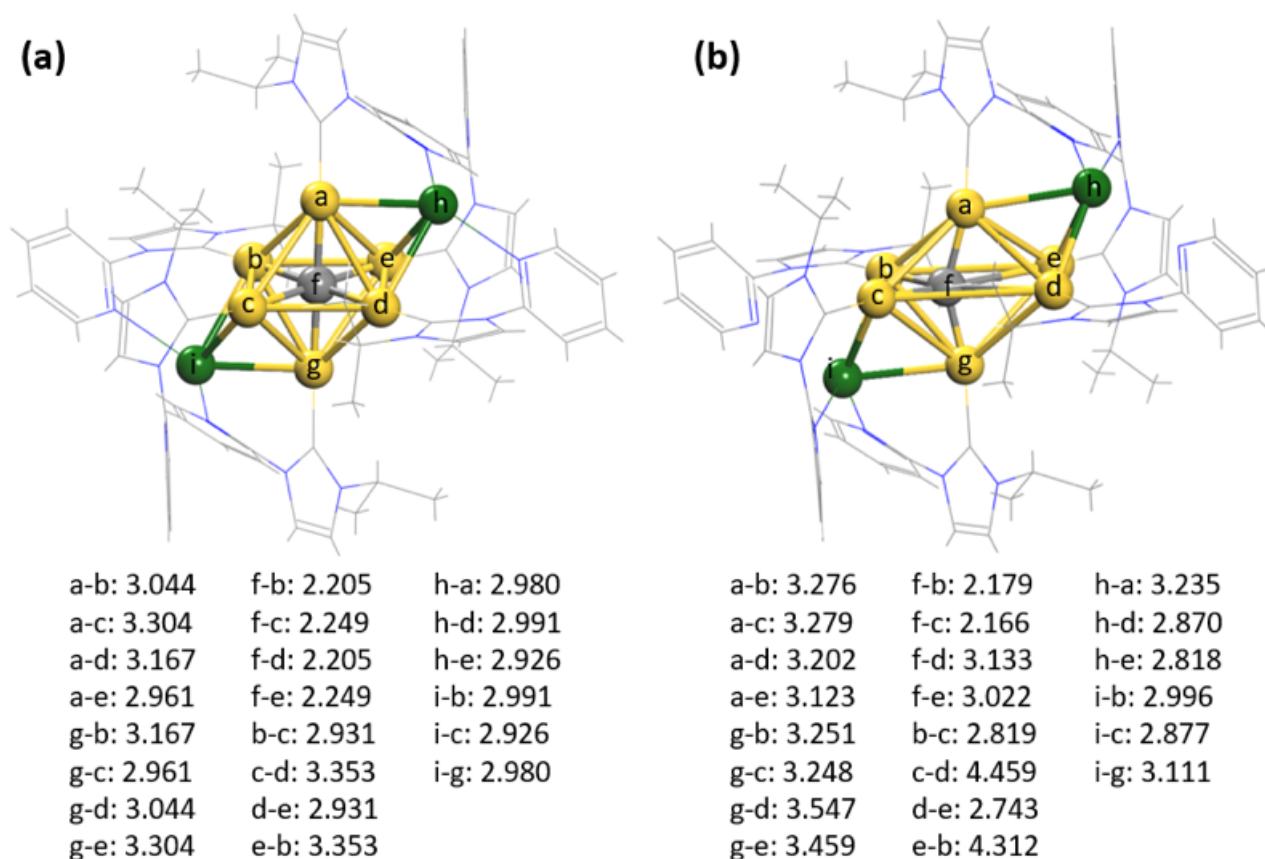 (a)
(b)
a
h
b
e
f
c
d
i
g
a
h
b
e
f
c
d
i
g
a-b: 3.044 f-b: 2.205 h-a: 2.980
a-c: 3.304 f-c: 2.249 h-d: 2.991
a-d: 3.167 f-d: 2.205 h-e: 2.926
a-e: 2.961 f-e: 2.249 i-b: 2.991
g-b: 3.167 b-c: 2.931 i-c: 2.926
g-c: 2.961 c-d: 3.353 i-g: 2.980
g-d: 3.044 d-e: 2.931
g-e: 3.304 e-b: 3.353
a-b: 3.276 f-b: 2.179 h-a: 3.235
a-c: 3.279 f-c: 2.166 h-d: 2.870
a-d: 3.202 f-d: 3.133 h-e: 2.818
a-e: 3.123 f-e: 3.022 i-b: 2.996
g-b: 3.251 b-c: 2.819 i-c: 2.877
g-c: 3.248 c-d: 4.459 i-g: 3.111
g-d: 3.547 d-e: 2.743
g-e: 3.459 e-b: 4.312